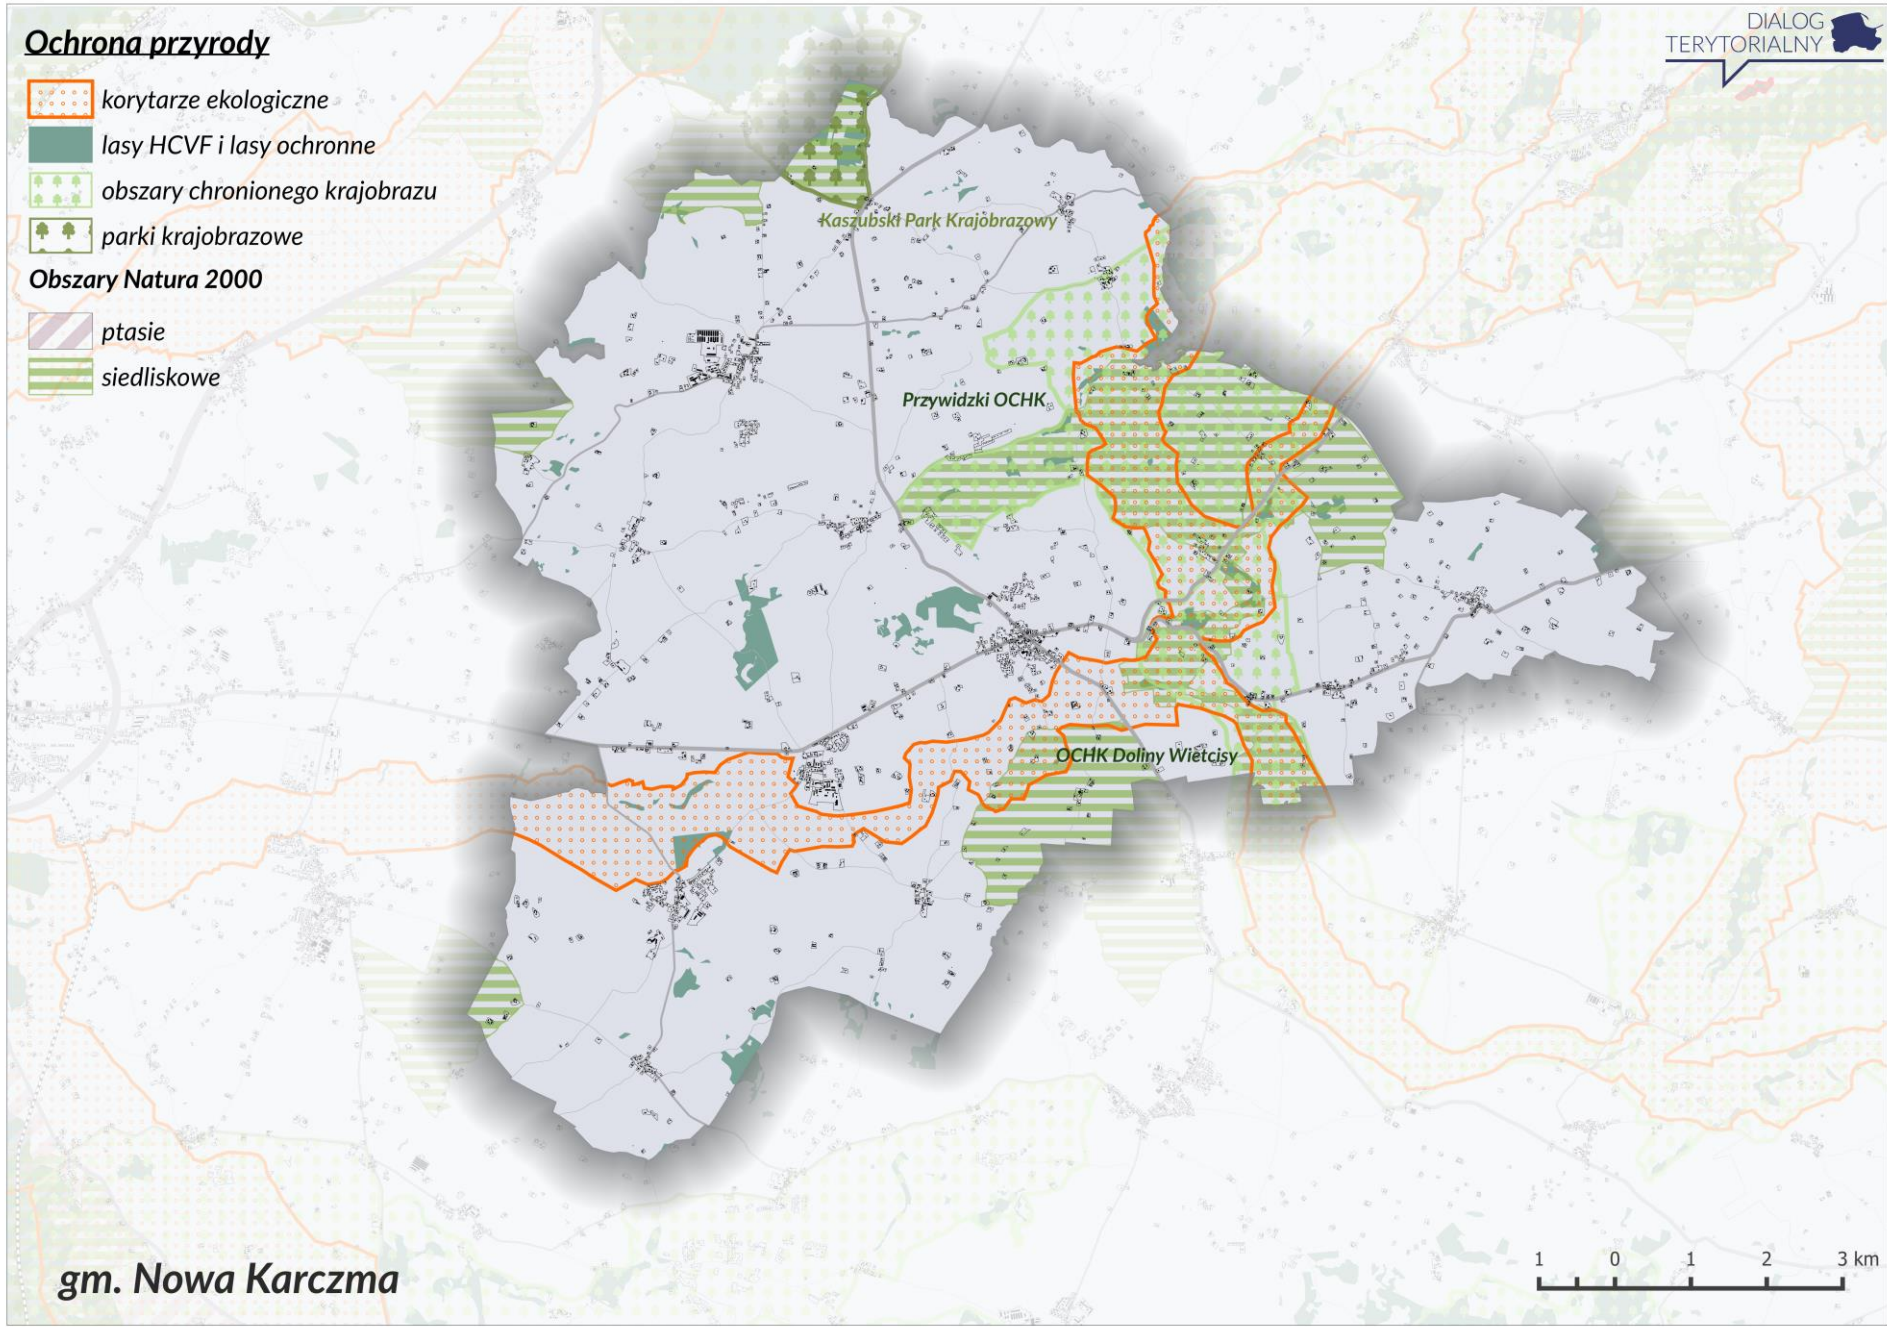 Ochrona przyrody
korytarze ekologiczne
lasy HCVF i lasy ochronne
obszary chronionego krajobrazu
parki krajobrazowe
Obszary Natura 2000
ptasie
siedliskowe
DIALOG
TERYTORIALNY
Kaszubski Park Krajobrazowy
Przywidzki OCHK
OCHK Doliny Wietcisy
gm. Nowa Karczma
1 0 1 2 3 km